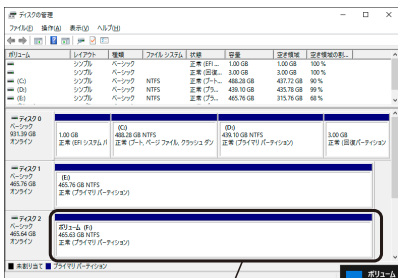 ディスクの管理
ファイル(F) 操作(A) 表示(V) ヘルプ(H)
ボリューム レイアウト 種類 ファイル システム 状態 容量 空き領域 空き領域の割...
シンプル ベーシック 正常 (EFI ... 1.00 GB 1.00 GB 100 %
シンプル ベーシック 正常 (回復... 3.00 GB 3.00 GB 100 %
(C:) シンプル ベーシック NTFS 正常 (ブート... 488.28 GB 437.72 GB 90 %
(D:) シンプル ベーシック NTFS 正常 (プラ... 439.10 GB 435.78 GB 99 %
(E:) シンプル ベーシック NTFS 正常 (プラ... 465.76 GB 315.76 GB 68 %
ディスク 0
ベーシック
931.39 GB
オンライン
1.00 GB
正常 (EFI システム パ
(C:)
488.28 GB NTFS
正常 (ブート, ページ ファイル, クラッシュ ダン
(D:)
439.10 GB NTFS
正常 (プライマリ パーティション)
3.00 GB
正常 (回復パーティション
ディスク 1
ベーシック
465.76 GB
オンライン
(E:)
465.76 GB NTFS
正常 (プライマリ パーティション)
ディスク 2
ベーシック
465.64 GB
オンライン
ボリューム (F:)
465.63 GB NTFS
正常 (プライマリ パーティション)
未割り当て プライマリ パーティション
ボリューム